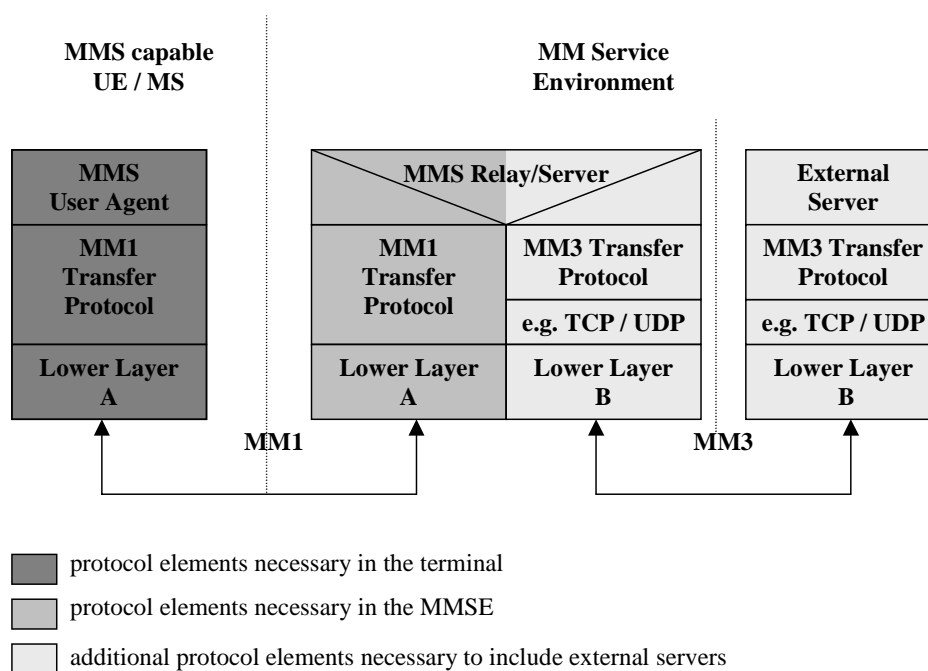 MMS capable
UE / MS
MM Service
Environment
MMS
User Agent
MM1
Transfer
Protocol
Lower Layer
A
MMS Relay/Server
MM1
Transfer
Protocol
Lower Layer
A
MM3 Transfer
Protocol
e.g. TCP / UDP
Lower Layer
B
External
Server
MM3 Transfer
Protocol
e.g. TCP / UDP
Lower Layer
B
MM1
MM3
protocol elements necessary in the terminal
protocol elements necessary in the MMSE
additional protocol elements necessary to include external servers